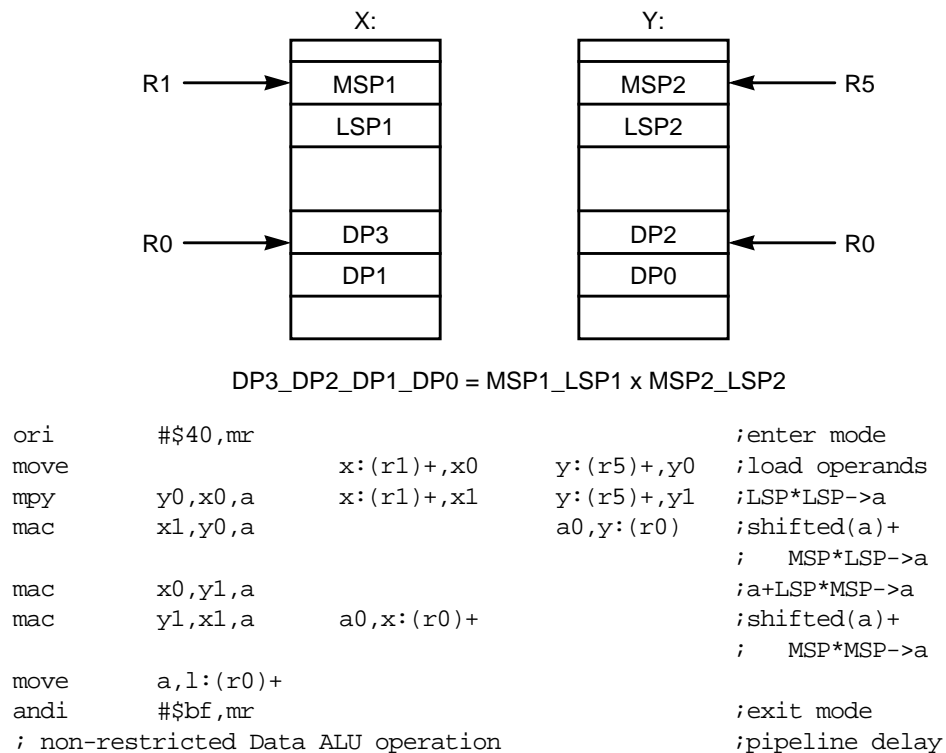 X: Y:
R1 MSP1 MSP2 R5
LSP1 LSP2
R0 DP3 DP2 R0
DP1 DP0
DP3_DP2_DP1_DP0 = MSP1_LSP1 x MSP2_LSP2
ori #$40,mr ;enter mode
move x:(r1)+,x0 y:(r5)+,y0 ;load operands
mpy y0,x0,a x:(r1)+,x1 y:(r5)+,y1 ;LSP*LSP->a
mac x1,y0,a a0,y:(r0) ;shifted(a)+
; MSP*LSP->a
mac x0,y1,a ;a+LSP*MSP->a
mac y1,x1,a a0,x:(r0)+ ;shifted(a)+
; MSP*MSP->a
move a,l:(r0)+
andi #$bf,mr ;exit mode
; non-restricted Data ALU operation ;pipeline delay